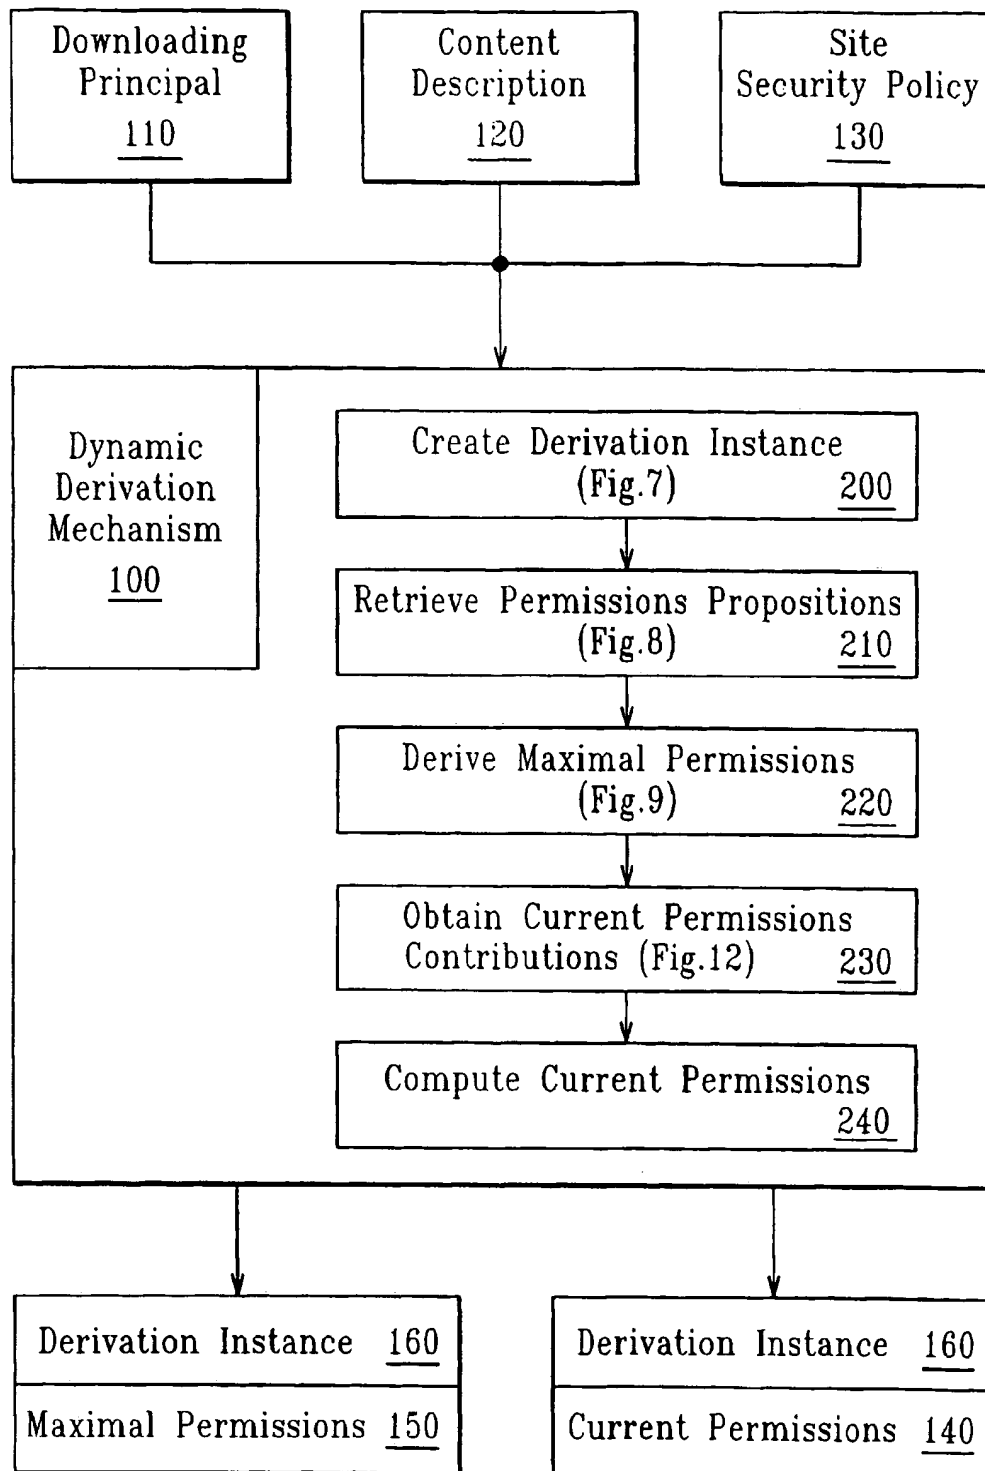 Downloading
Principal
110
Content
Description
120
Site
Security Policy
130
Dynamic
Derivation
Mechanism
100
Create Derivation Instance
(Fig.7) 200
Retrieve Permissions Propositions
(Fig.8) 210
Derive Maximal Permissions
(Fig.9) 220
Obtain Current Permissions
Contributions (Fig.12) 230
Compute Current Permissions
240
Derivation Instance 160
Maximal Permissions 150
Derivation Instance 160
Current Permissions 140